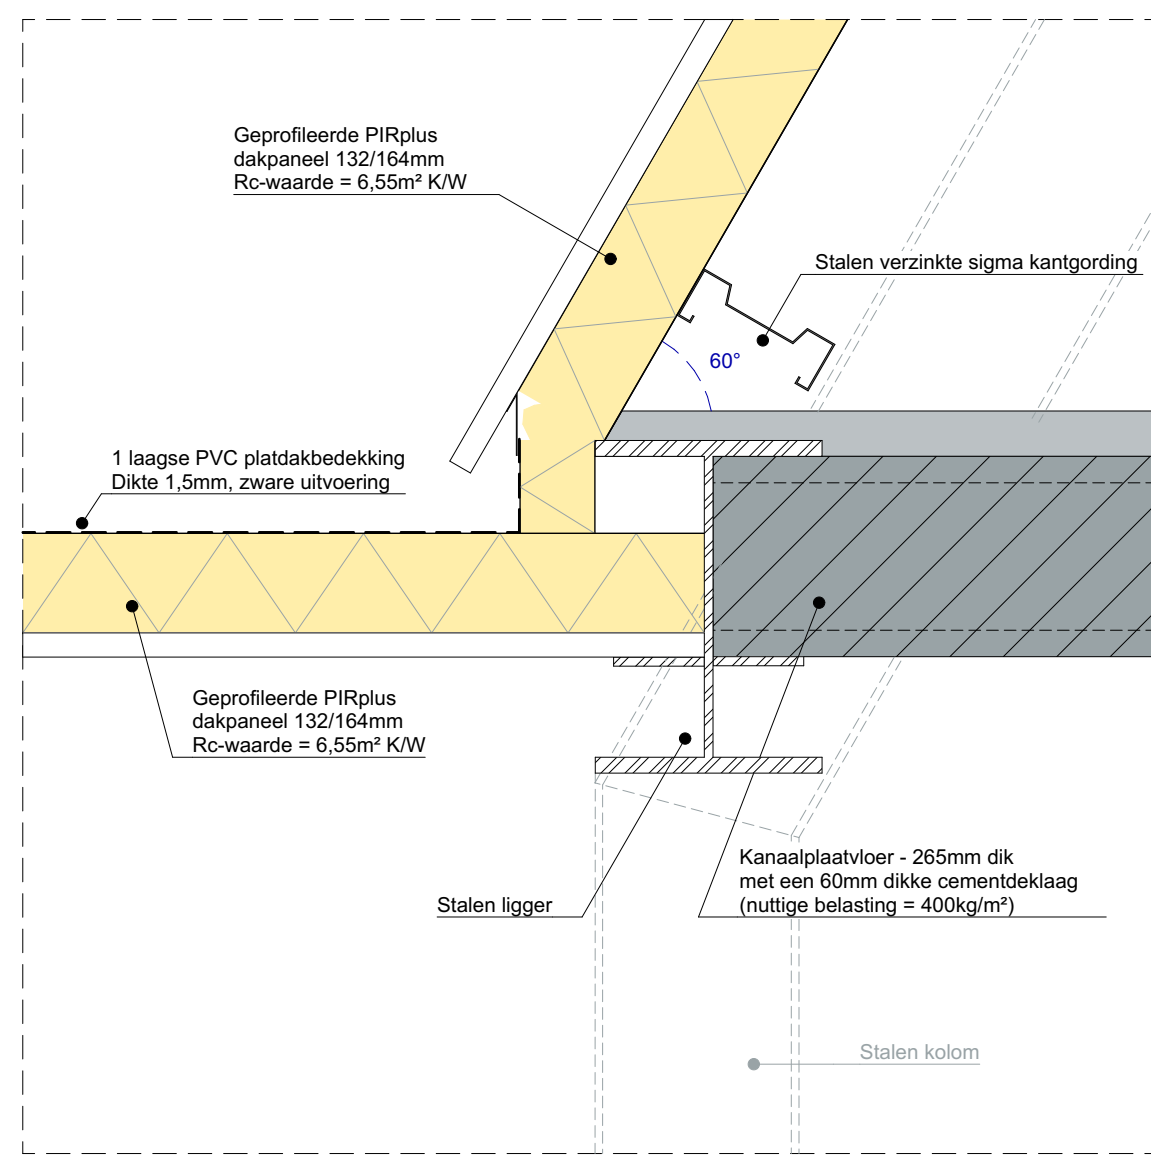 Geprofileerde PIRplus
dakpaneel 132/164mm
Rc-waarde = 6,55m² K/W
Stalen verzinkte sigma kantgording
60°
1 laagse PVC platdakbedekking
Dikte 1,5mm, zware uitvoering
Geprofileerde PIRplus
dakpaneel 132/164mm
Rc-waarde = 6,55m² K/W
Kanaalplaatvloer - 265mm dik
met een 60mm dikke cementdeklaag
(nuttige belasting = 400kg/m²)
Stalen ligger
Stalen kolom